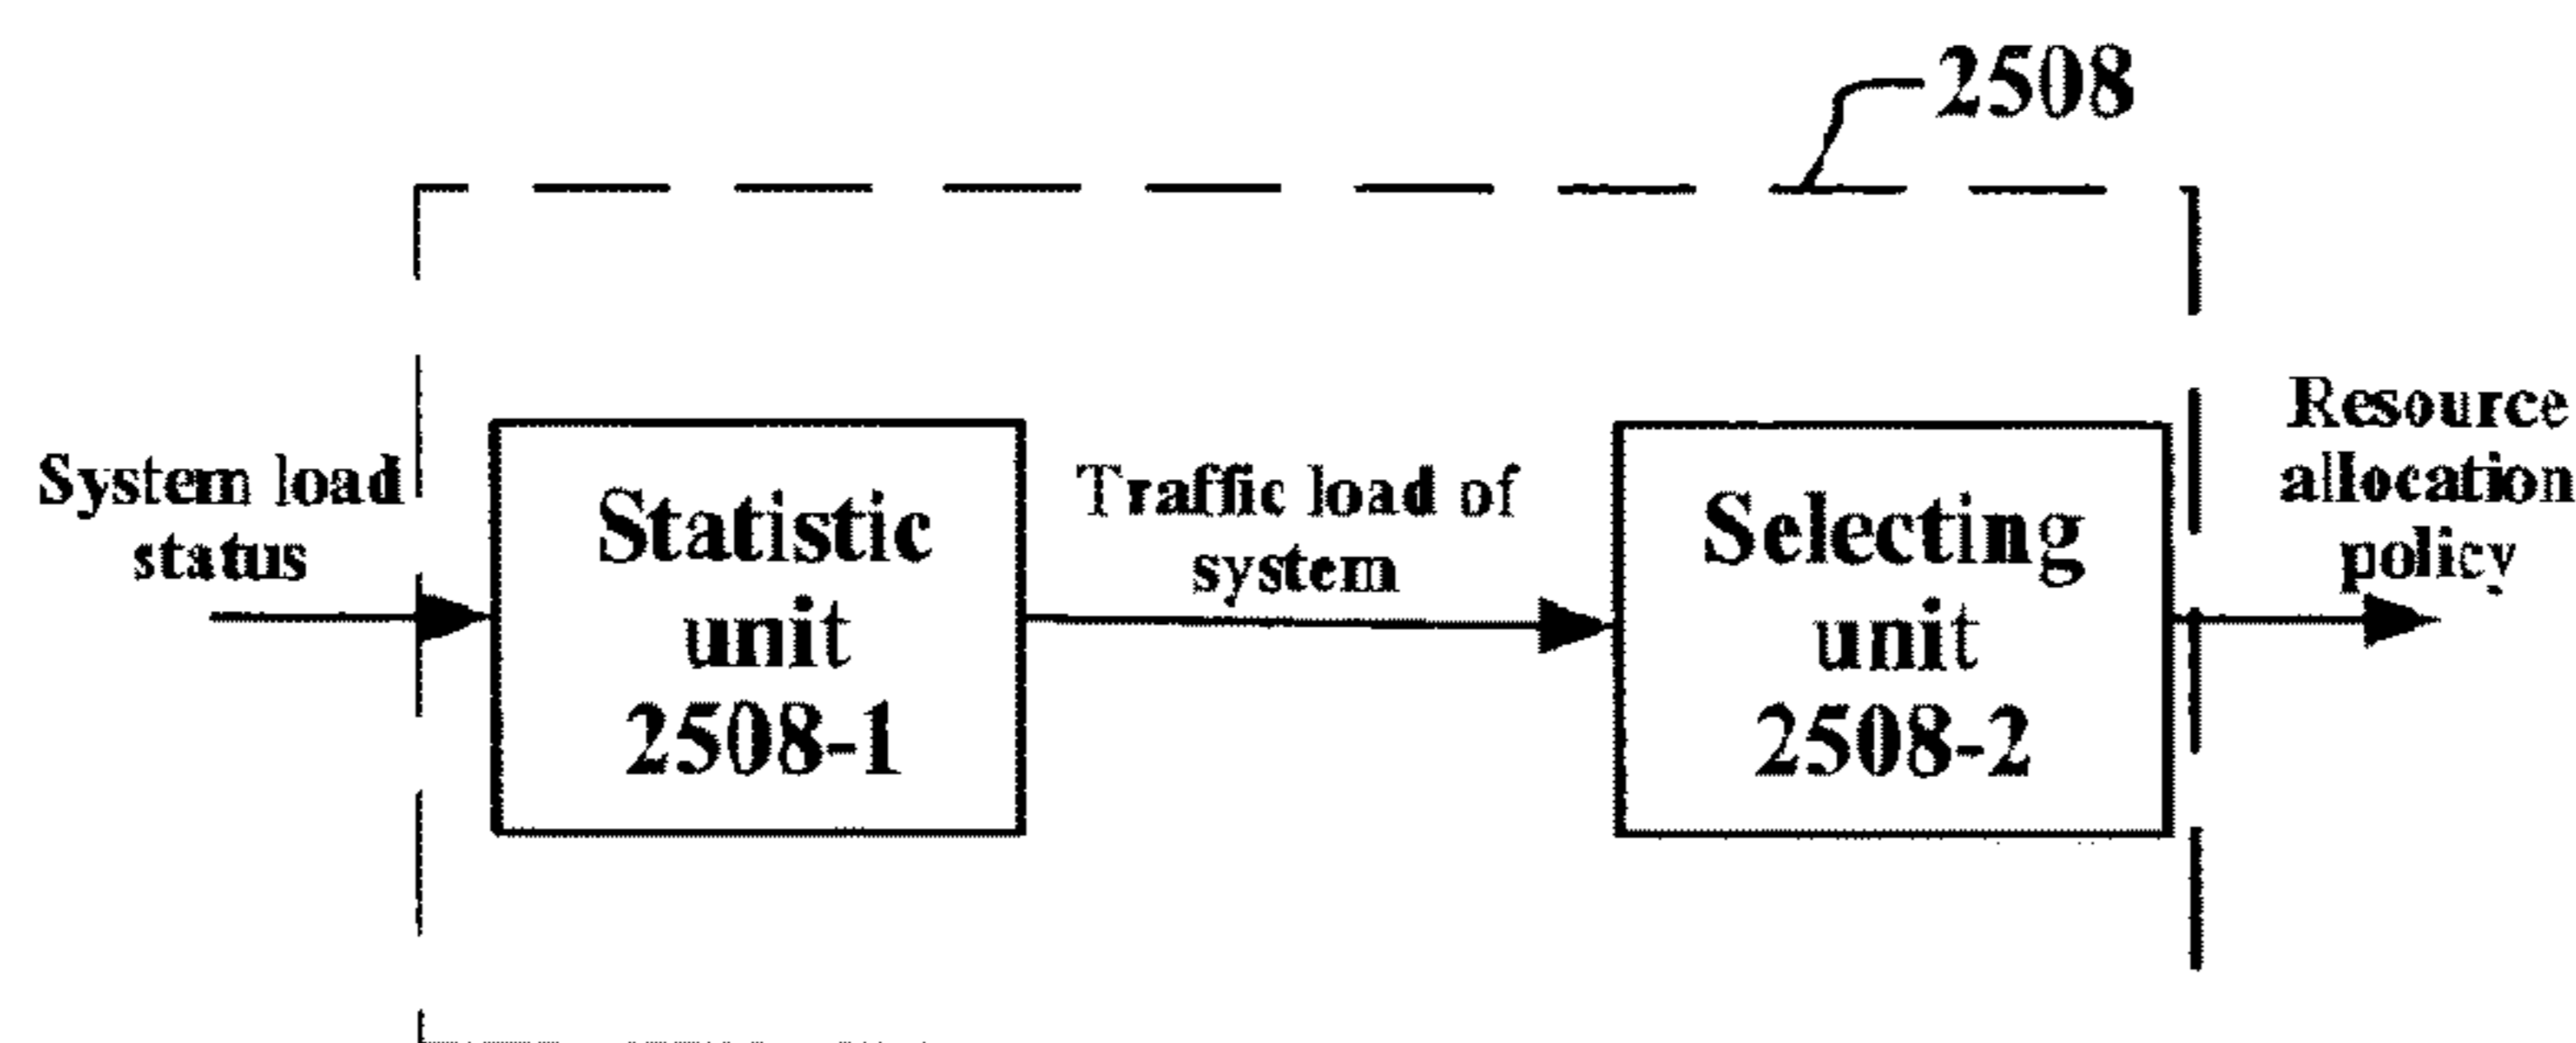 2508
System load
status
Statistic
unit
2508-1
Traffic load of
system
Selecting
unit
2508-2
Resource
allocation
policy